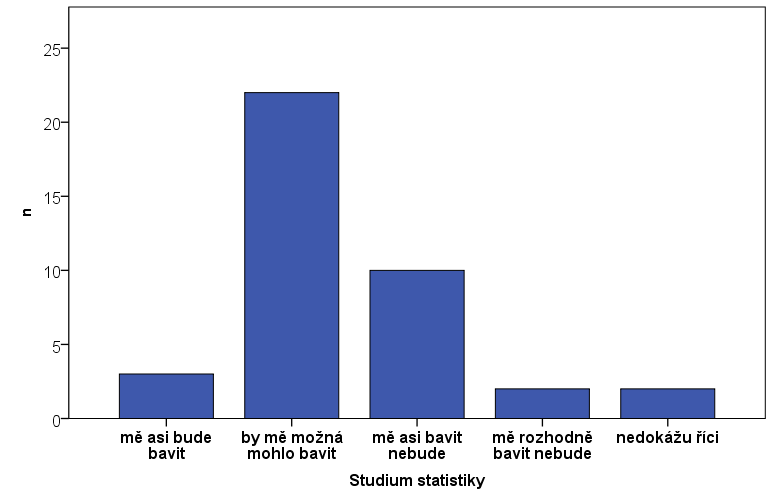 25
20
15
10
5
0
n
mě asi bude
bavit
by mě možná
mohlo bavit
mě asi bavit
nebude
mě rozhodně
bavit nebude
nedokážu říci
Studium statistiky